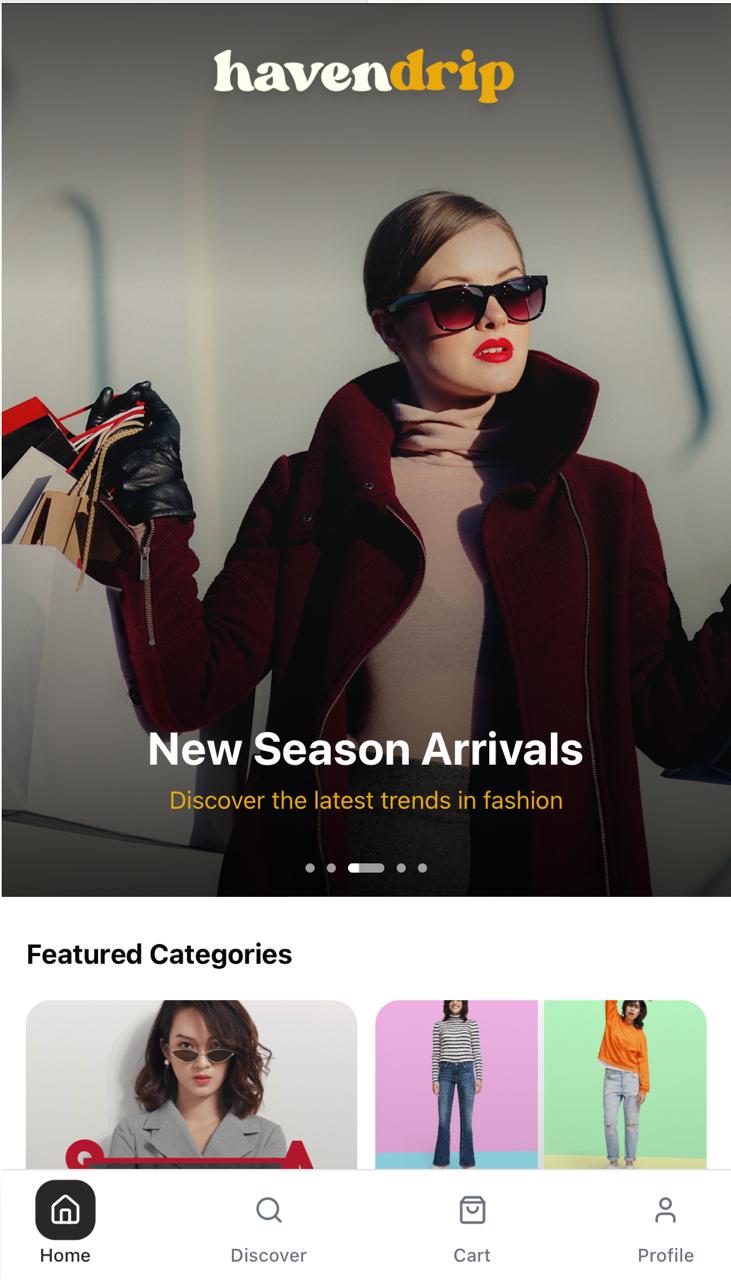 havendrip
New Season Arrivals
Discover the latest trends in fashion
Featured Categories
Home
Discover
Cart
Profile